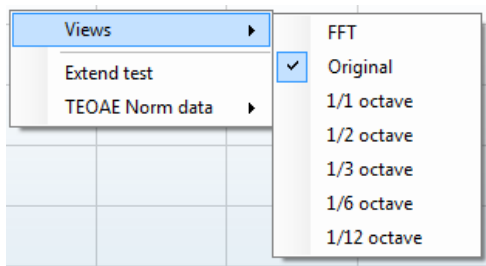 Views
Extend test
TEOAE Norm data
FFT
Original
1/1 octave
1/2 octave
1/3 octave
1/6 octave
1/12 octave